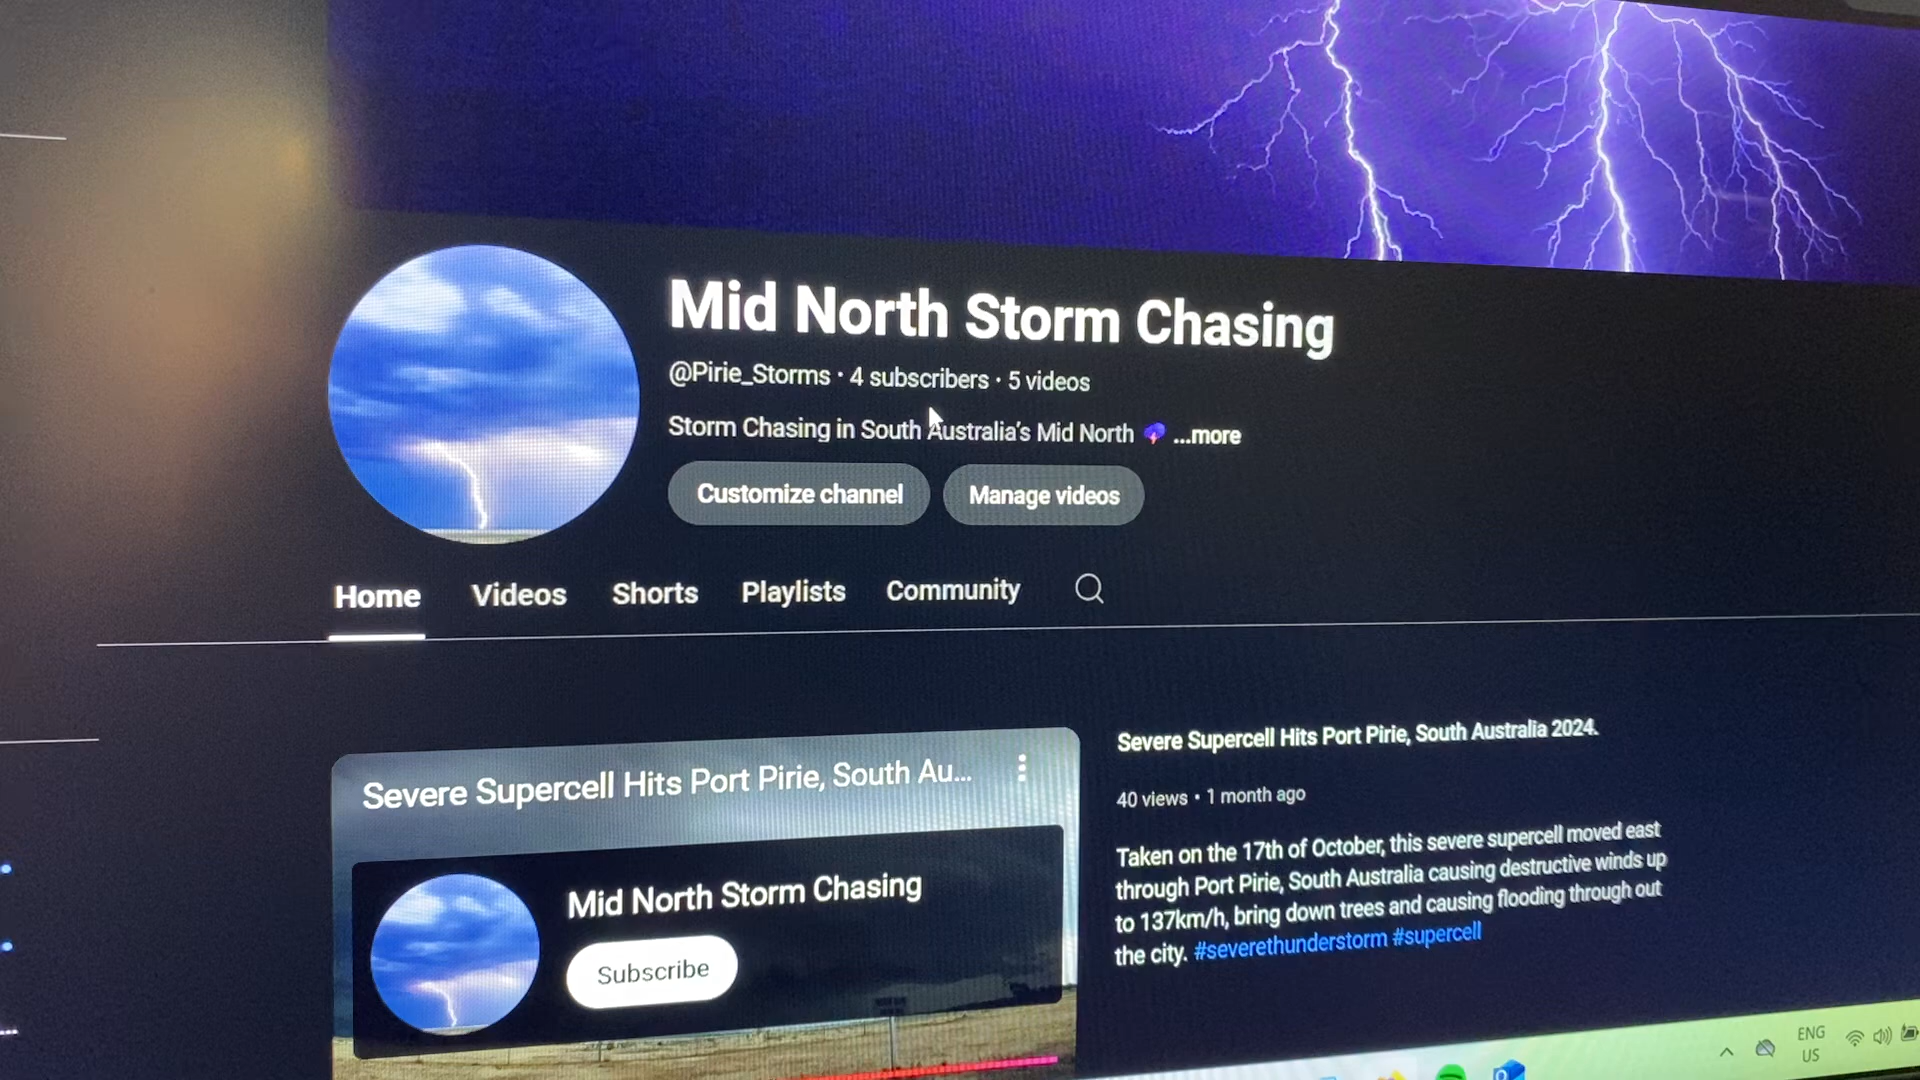 Mid North Storm Chasing
@Pirie_Storms • 4 subscribers • 5 videos
Storm Chasing in South Australia's Mid North ...more
Customize channel
Manage videos
Home
Videos
Shorts
Playlists
Community
Severe Supercell Hits Port Pirie, South Au...
Mid North Storm Chasing
Subscribe
Severe Supercell Hits Port Pirie, South Australia 2024.
40 views • 1 month ago
Taken on the 17th of October, this severe supercell moved east
through Port Pirie, South Australia causing destructive winds up
to 137km/h, bring down trees and causing flooding through out
the city. #severethunderstorm #supercell
ENG
US